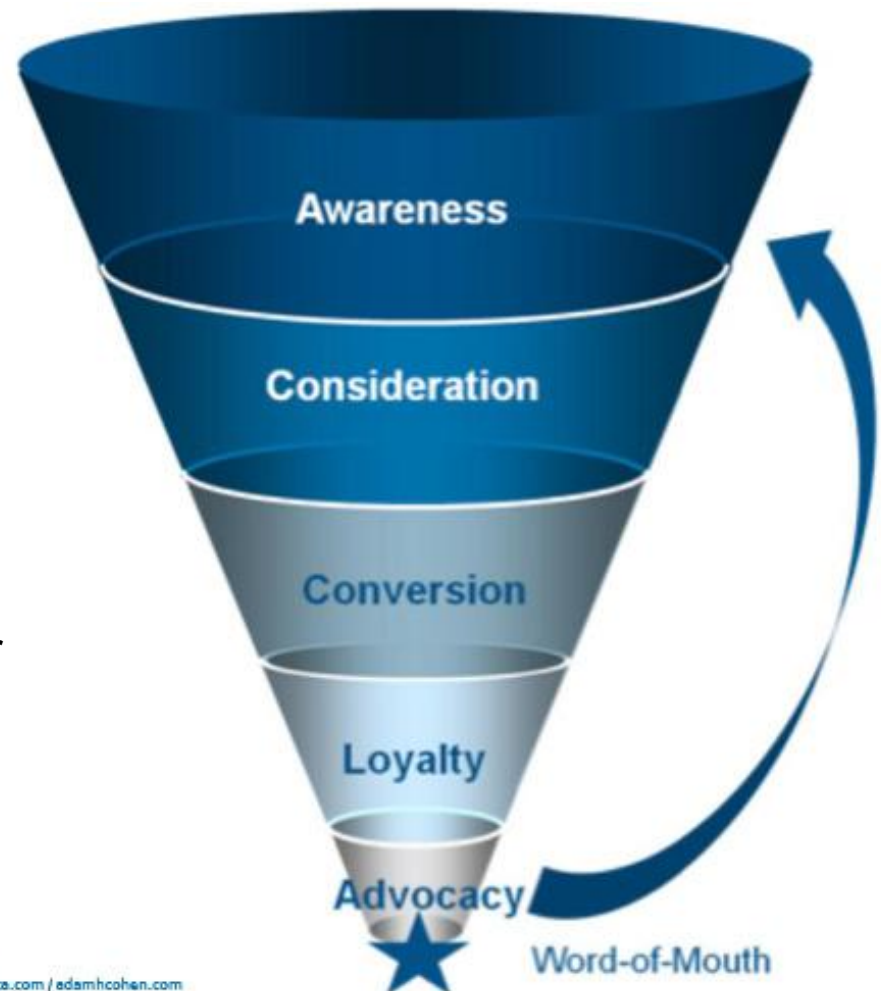 Awareness
Consideration
Conversion
Loyalty
Advocacy
Word-of-Mouth
adamhcohen.com